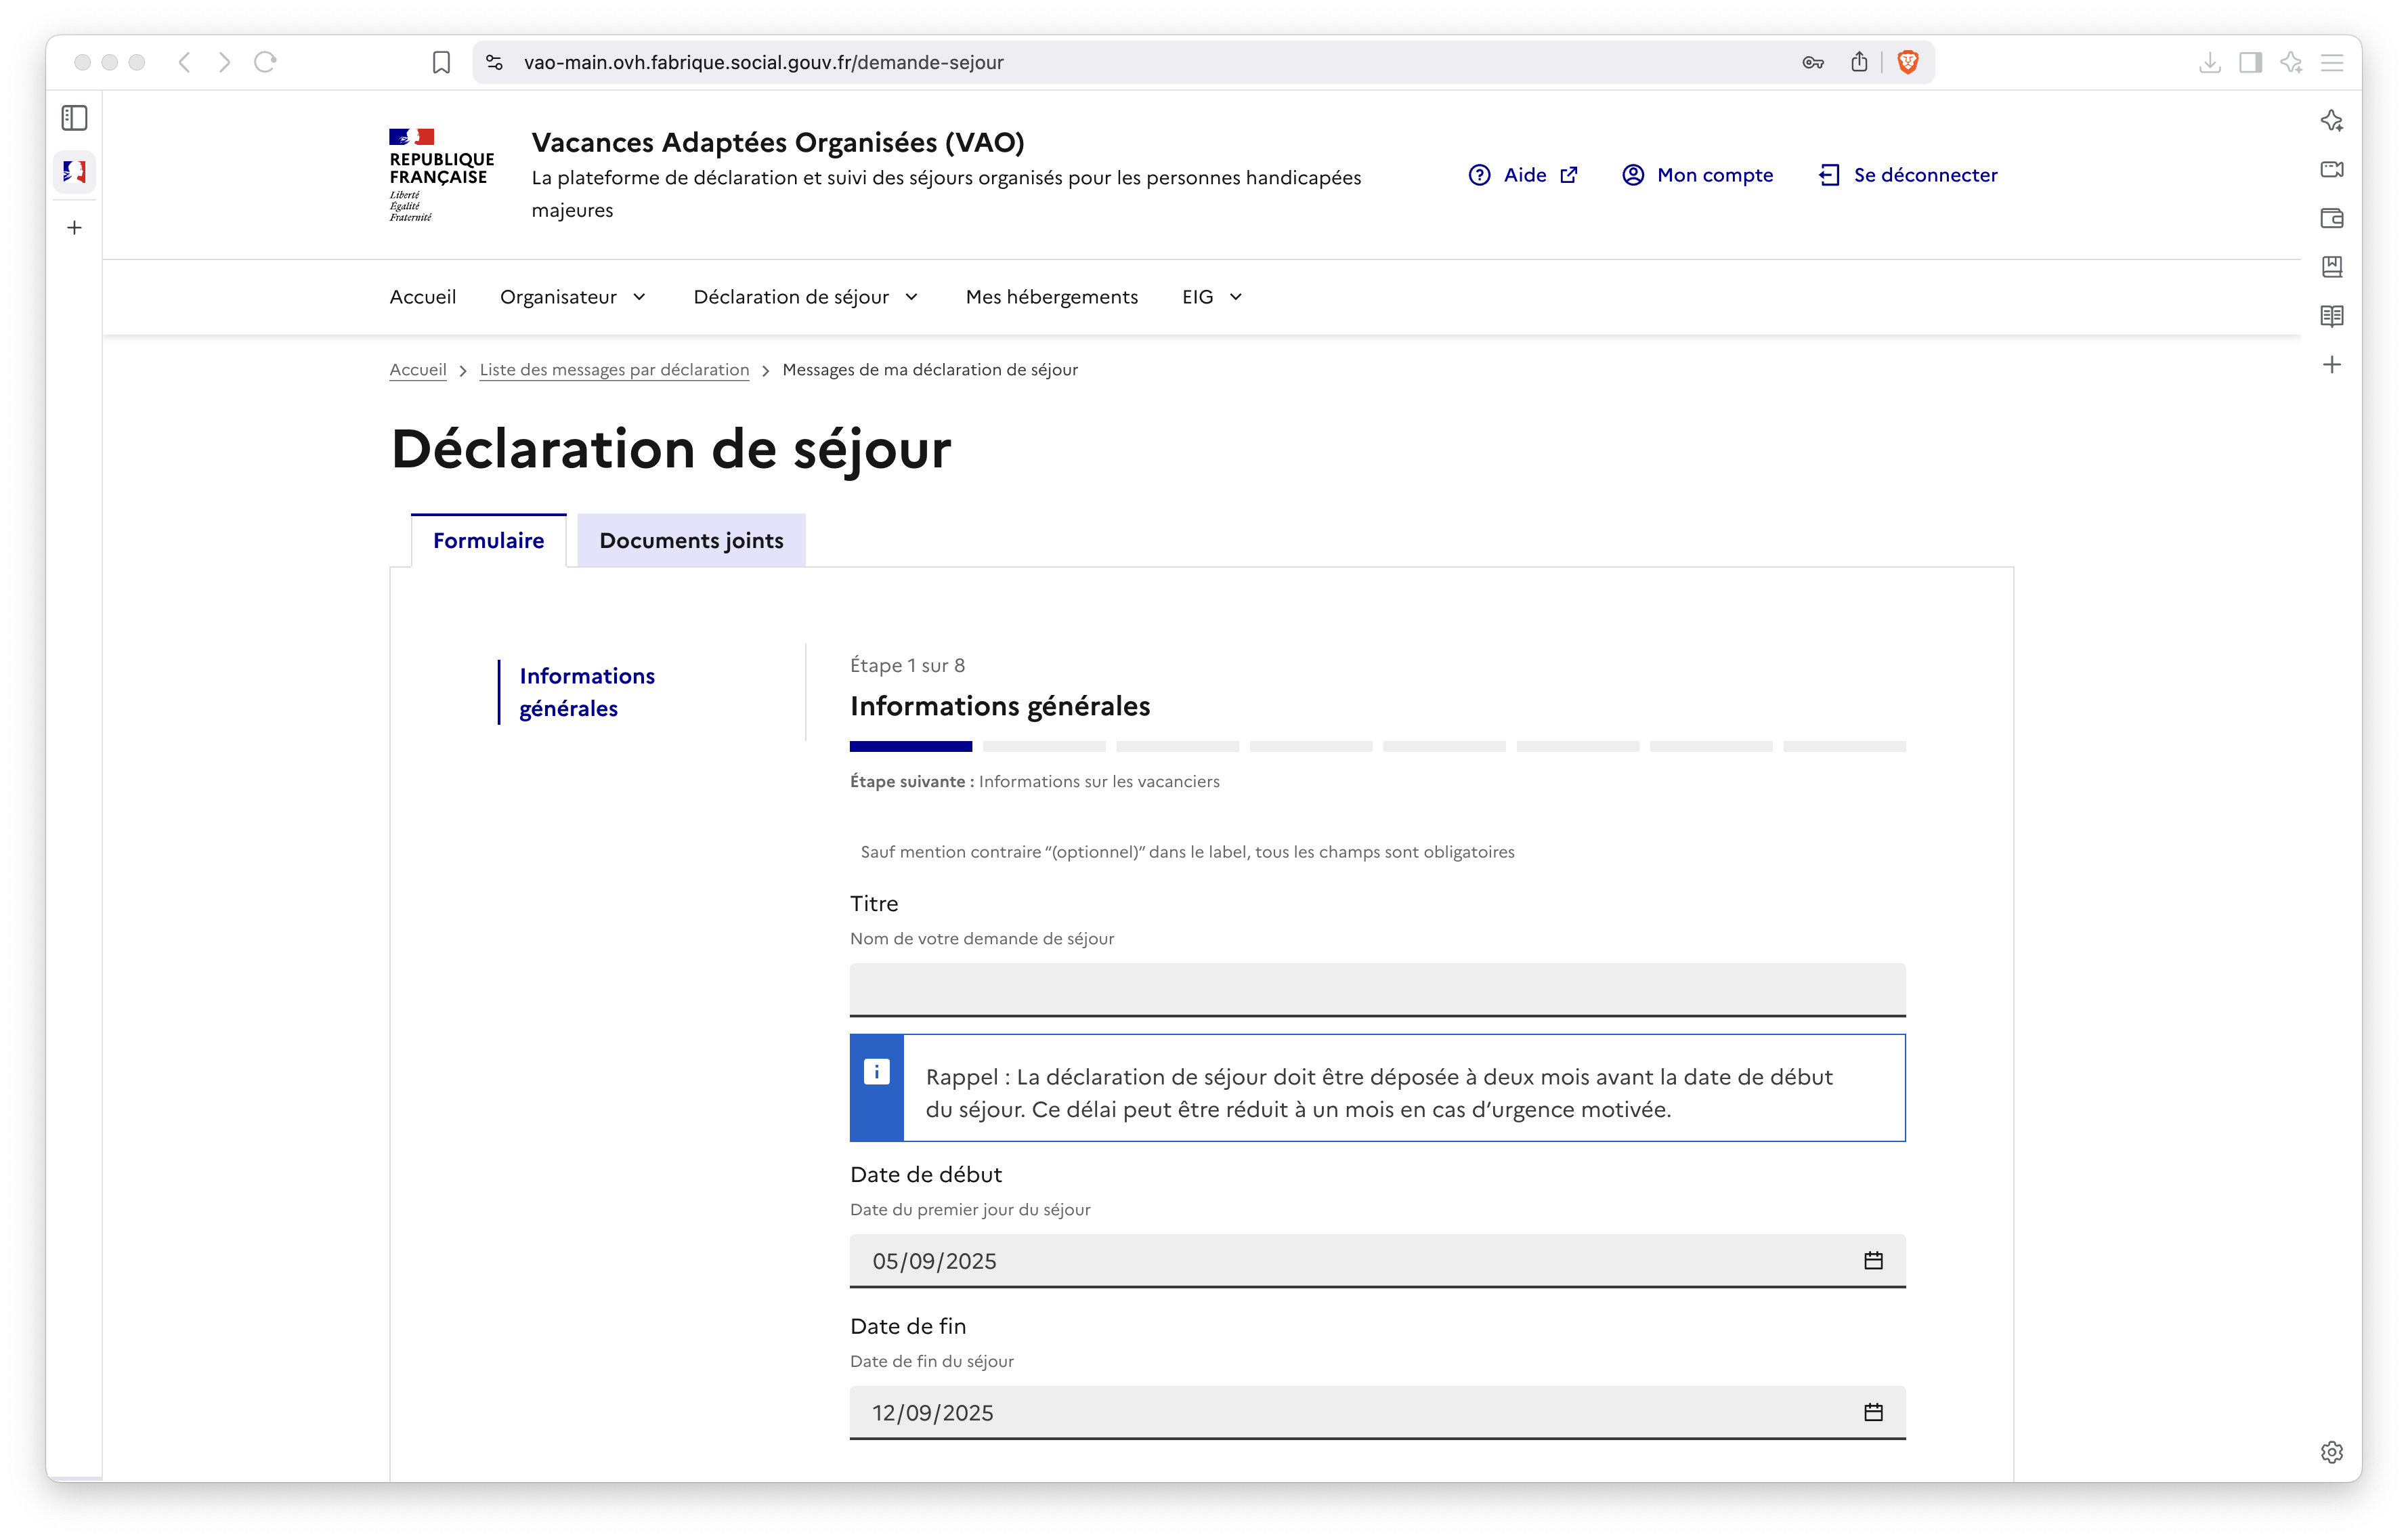 vao-main.ovh.fabrique.social.gouv.fr/demande-sejour
REPUBLIQUE
FRANÇAISE
Liberté
Égalité
Fraternité
Vacances Adaptées Organisées (VAO)
La plateforme de déclaration et suivi des séjours organisés pour les personnes handicapées
majeures
Aide
Mon compte
Se déconnecter
Accueil
Organisateur
Déclaration de séjour
Mes hébergements
EIG
Accueil > Liste des messages par déclaration > Messages de ma déclaration de séjour
Déclaration de séjour
Formulaire
Documents joints
Informations
générales
Étape 1 sur 8
Informations générales
Étape suivante : Informations sur les vacanciers
Sauf mention contraire “(optionnel)” dans le label, tous les champs sont obligatoires
Titre
Nom de votre demande de séjour
Rappel : La déclaration de séjour doit être déposée à deux mois avant la date de début
du séjour. Ce délai peut être réduit à un mois en cas d’urgence motivée.
Date de début
Date du premier jour du séjour
05/09/2025
Date de fin
Date de fin du séjour
12/09/2025